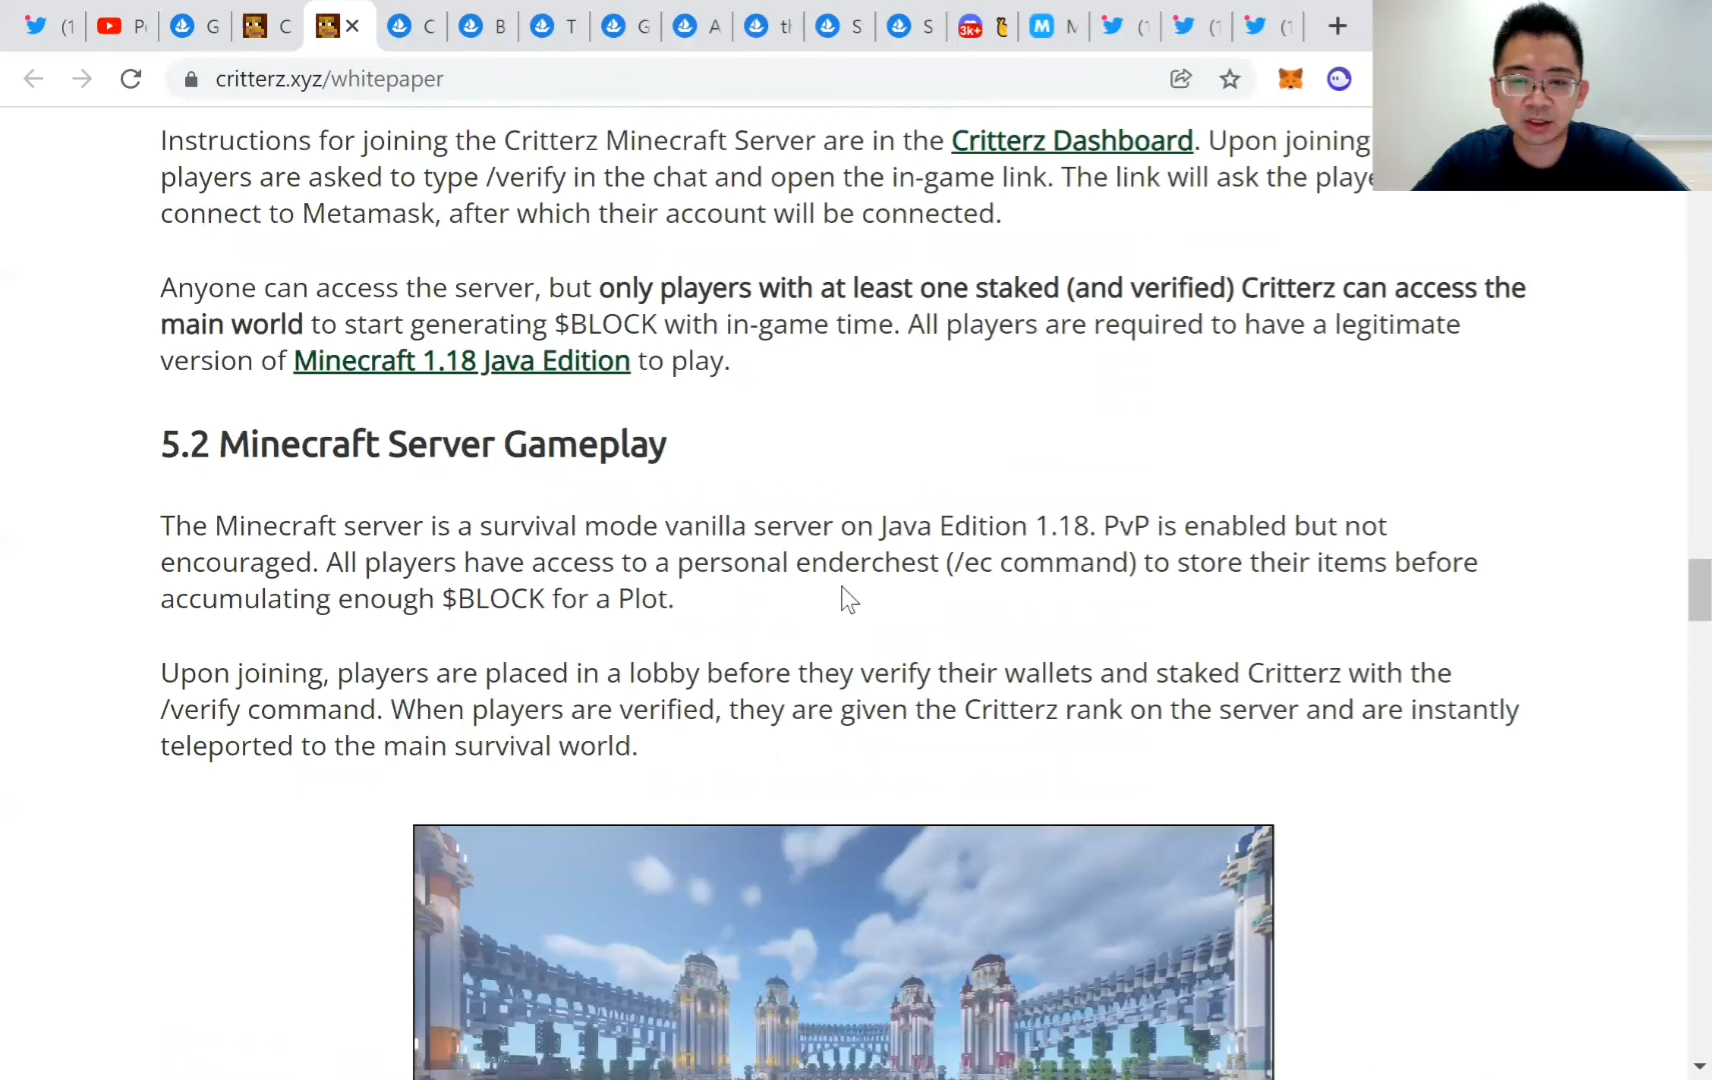 (1 P G C C B T G A tl S S 3k+ M (1 (1 (1
critterz.xyz/whitepaper
Instructions for joining the Critterz Minecraft Server are in the Critterz Dashboard. Upon joining
players are asked to type /verify in the chat and open the in-game link. The link will ask the playe
connect to Metamask, after which their account will be connected.
Anyone can access the server, but only players with at least one staked (and verified) Critterz can access the
main world to start generating $BLOCK with in-game time. All players are required to have a legitimate
version of Minecraft 1.18 Java Edition to play.
5.2 Minecraft Server Gameplay
The Minecraft server is a survival mode vanilla server on Java Edition 1.18. PvP is enabled but not
encouraged. All players have access to a personal enderchest (/ec command) to store their items before
accumulating enough $BLOCK for a Plot.
Upon joining, players are placed in a lobby before they verify their wallets and staked Critterz with the
/verify command. When players are verified, they are given the Critterz rank on the server and are instantly
teleported to the main survival world.